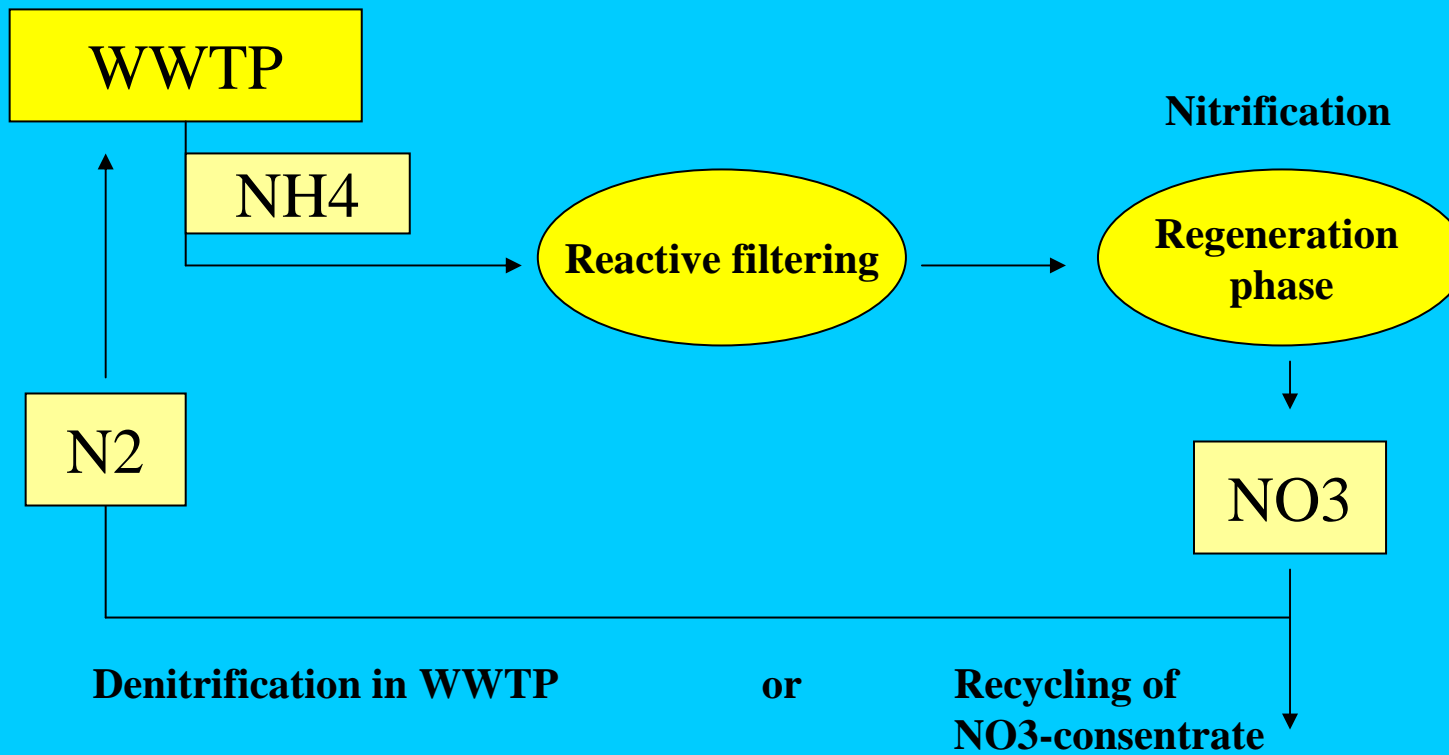 WWTP
Nitrification
NH4
Reactive filtering
Regeneration
phase
N2
NO3
Denitrification in WWTP or Recycling of
NO3-consentrate